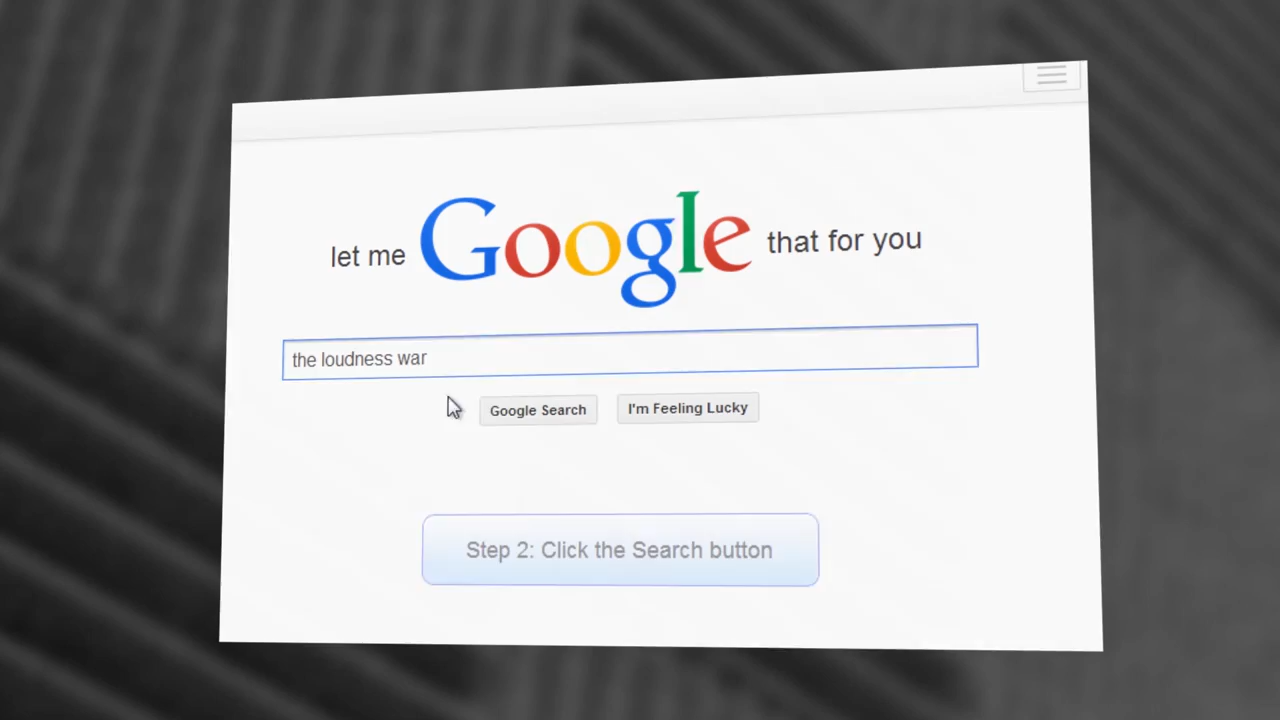 let me Google that for you
the loudness war
Google Search I'm Feeling Lucky
Step 2: Click the Search button